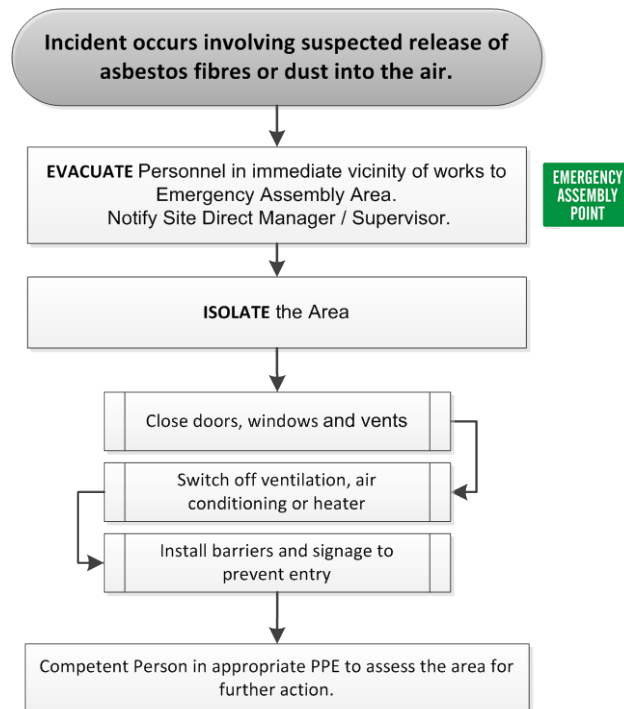 Incident occurs involving suspected release of
asbestos fibres or dust into the air.
EVACUATE Personnel in immediate vicinity of works to
Emergency Assembly Area.
Notify Site Direct Manager / Supervisor.
EMERGENCY
ASSEMBLY
POINT
ISOLATE the Area
Close doors, windows and vents
Switch off ventilation, air
conditioning or heater
Install barriers and signage to
prevent entry
Competent Person in appropriate PPE to assess the area for
further action.